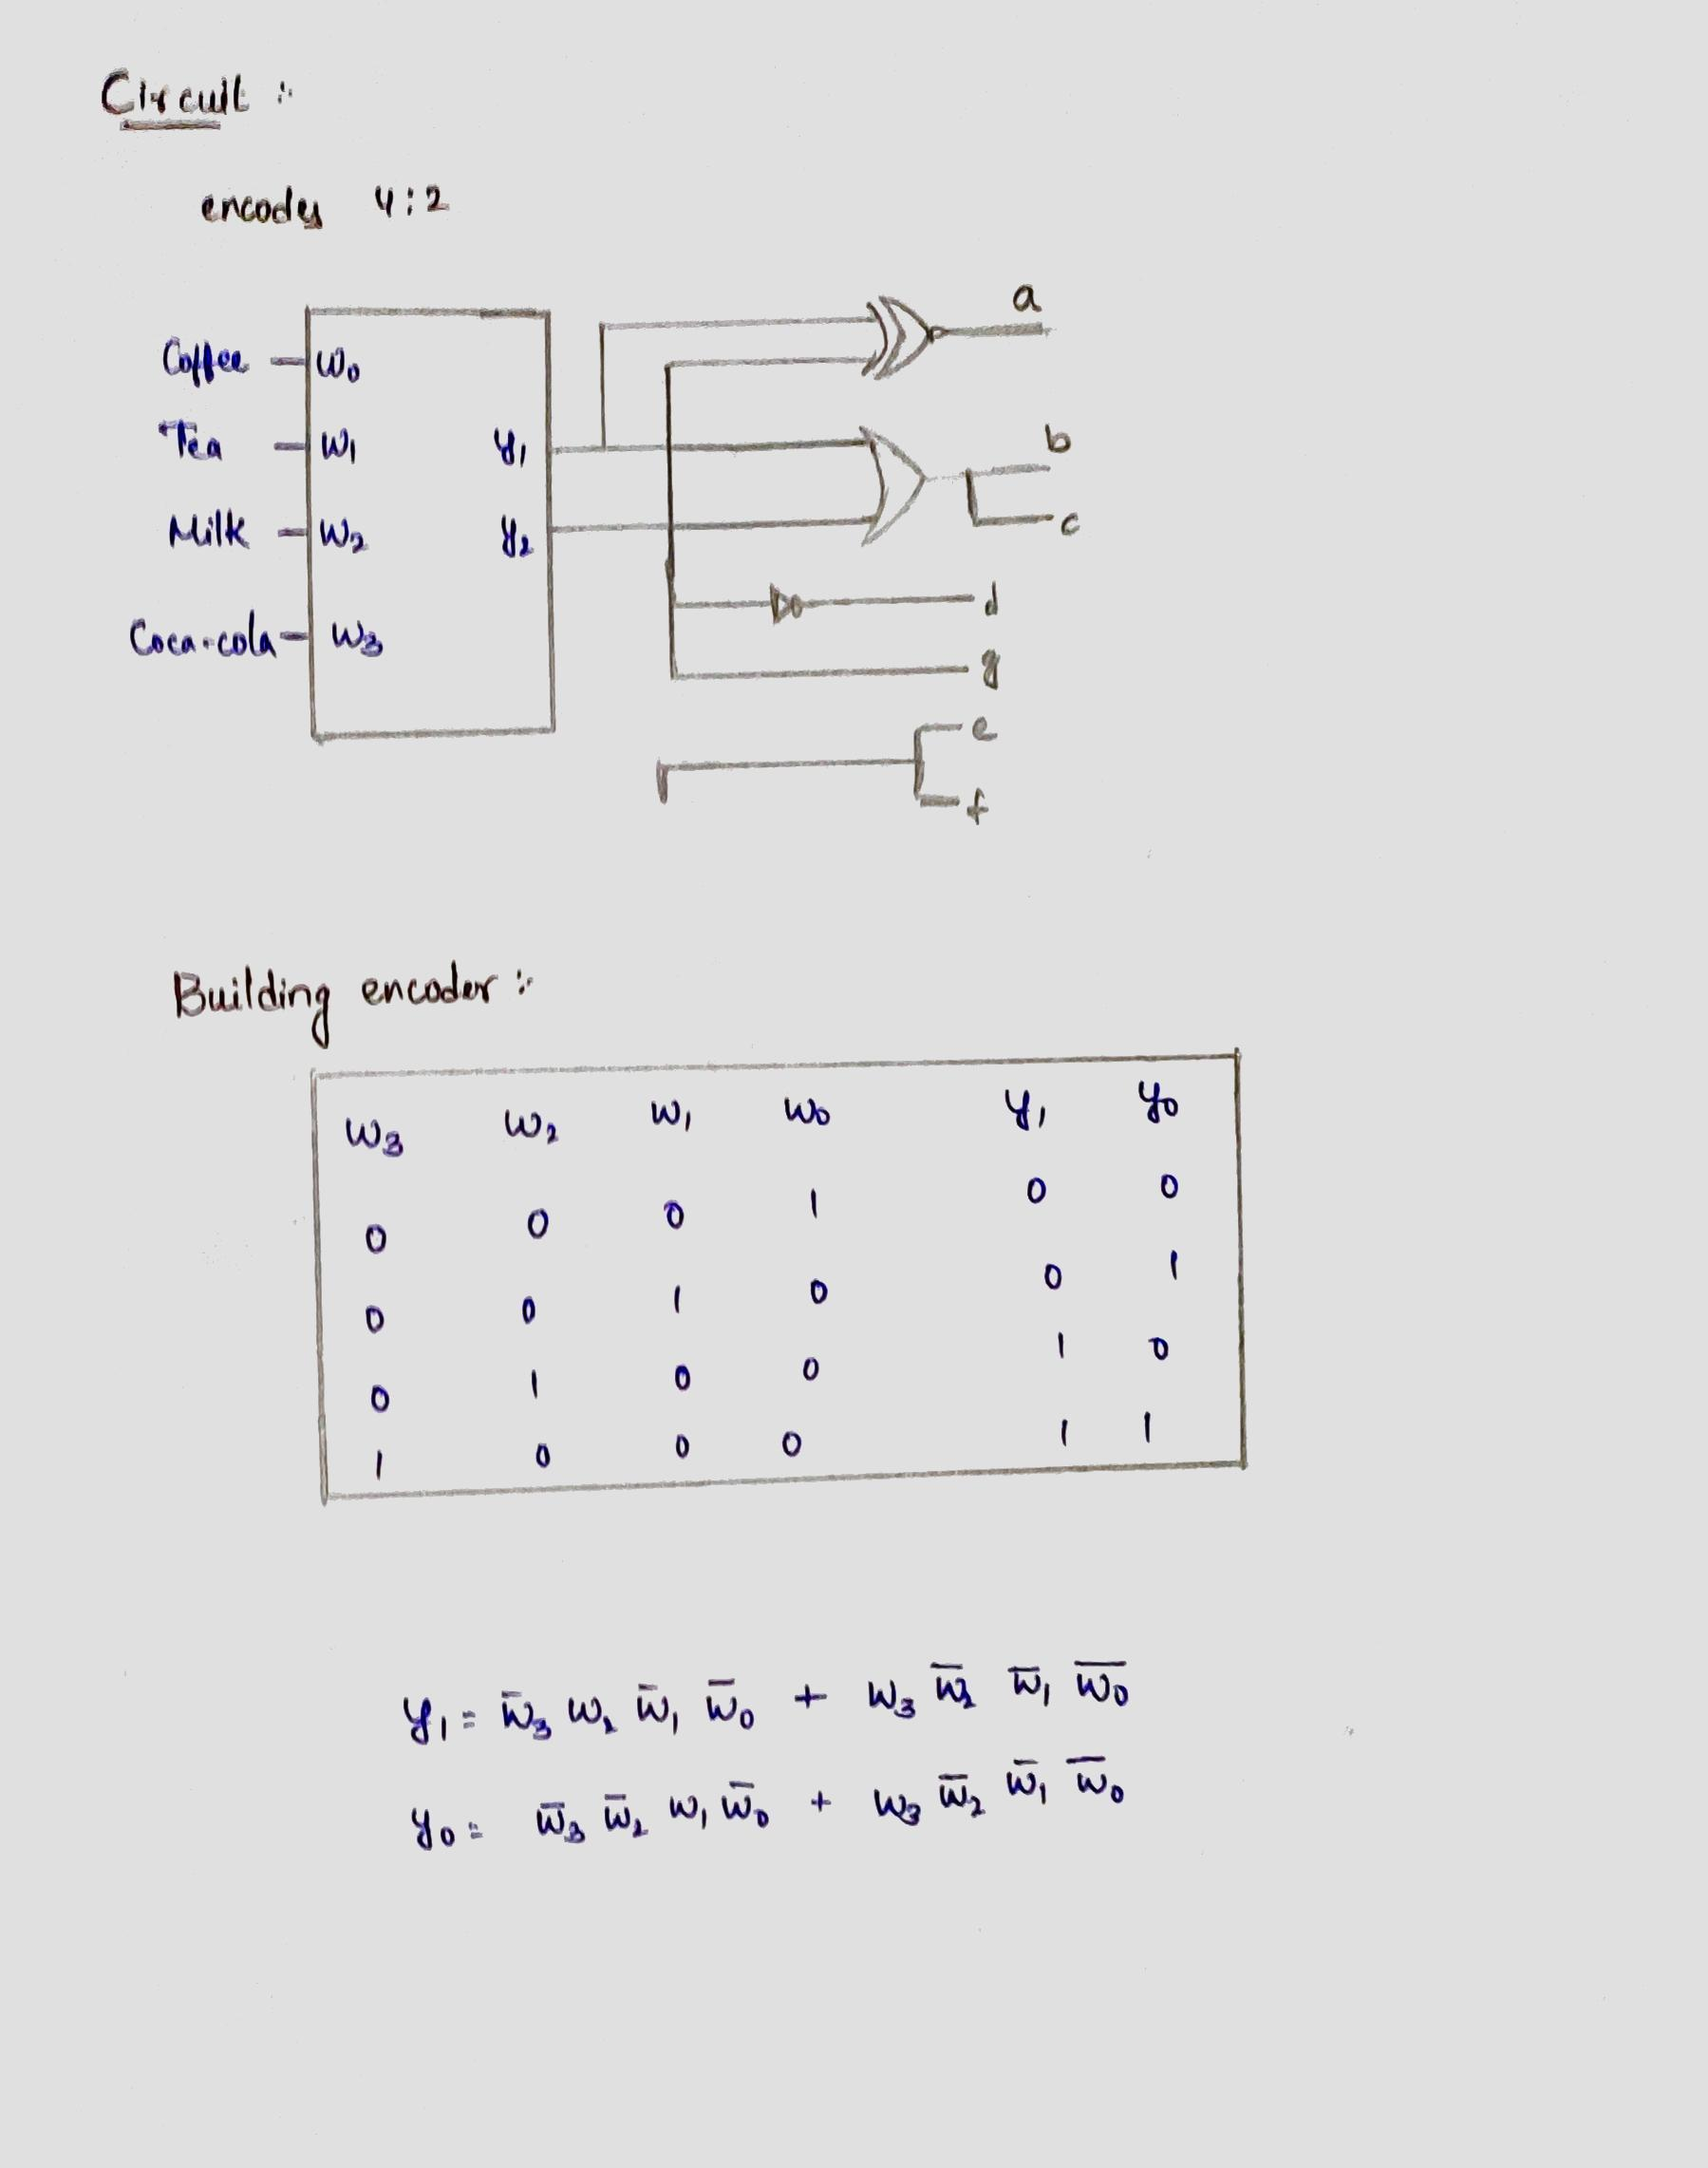 Circuit :
encoder 4:2
a
Coffee w₀
b
Tea w₁ y₁
Milk w₂ y₂
c
d
Coca-cola w₃
g
e
f
Building encoder :
w₃ w₂ w₁ w₀ y₁ y₀
0 0 0 1 0 0
0 0 1 0 0 1
0 1 0 0 1 0
1 0 0 0 1 1
y₁ = w̅₃ w₂ w̅₁ w̅₀ + w₃ w̅₂ w̅₁ w̅₀
y₀ = w̅₃ w̅₂ w₁ w̅₀ + w₃ w̅₂ w̅₁ w̅₀